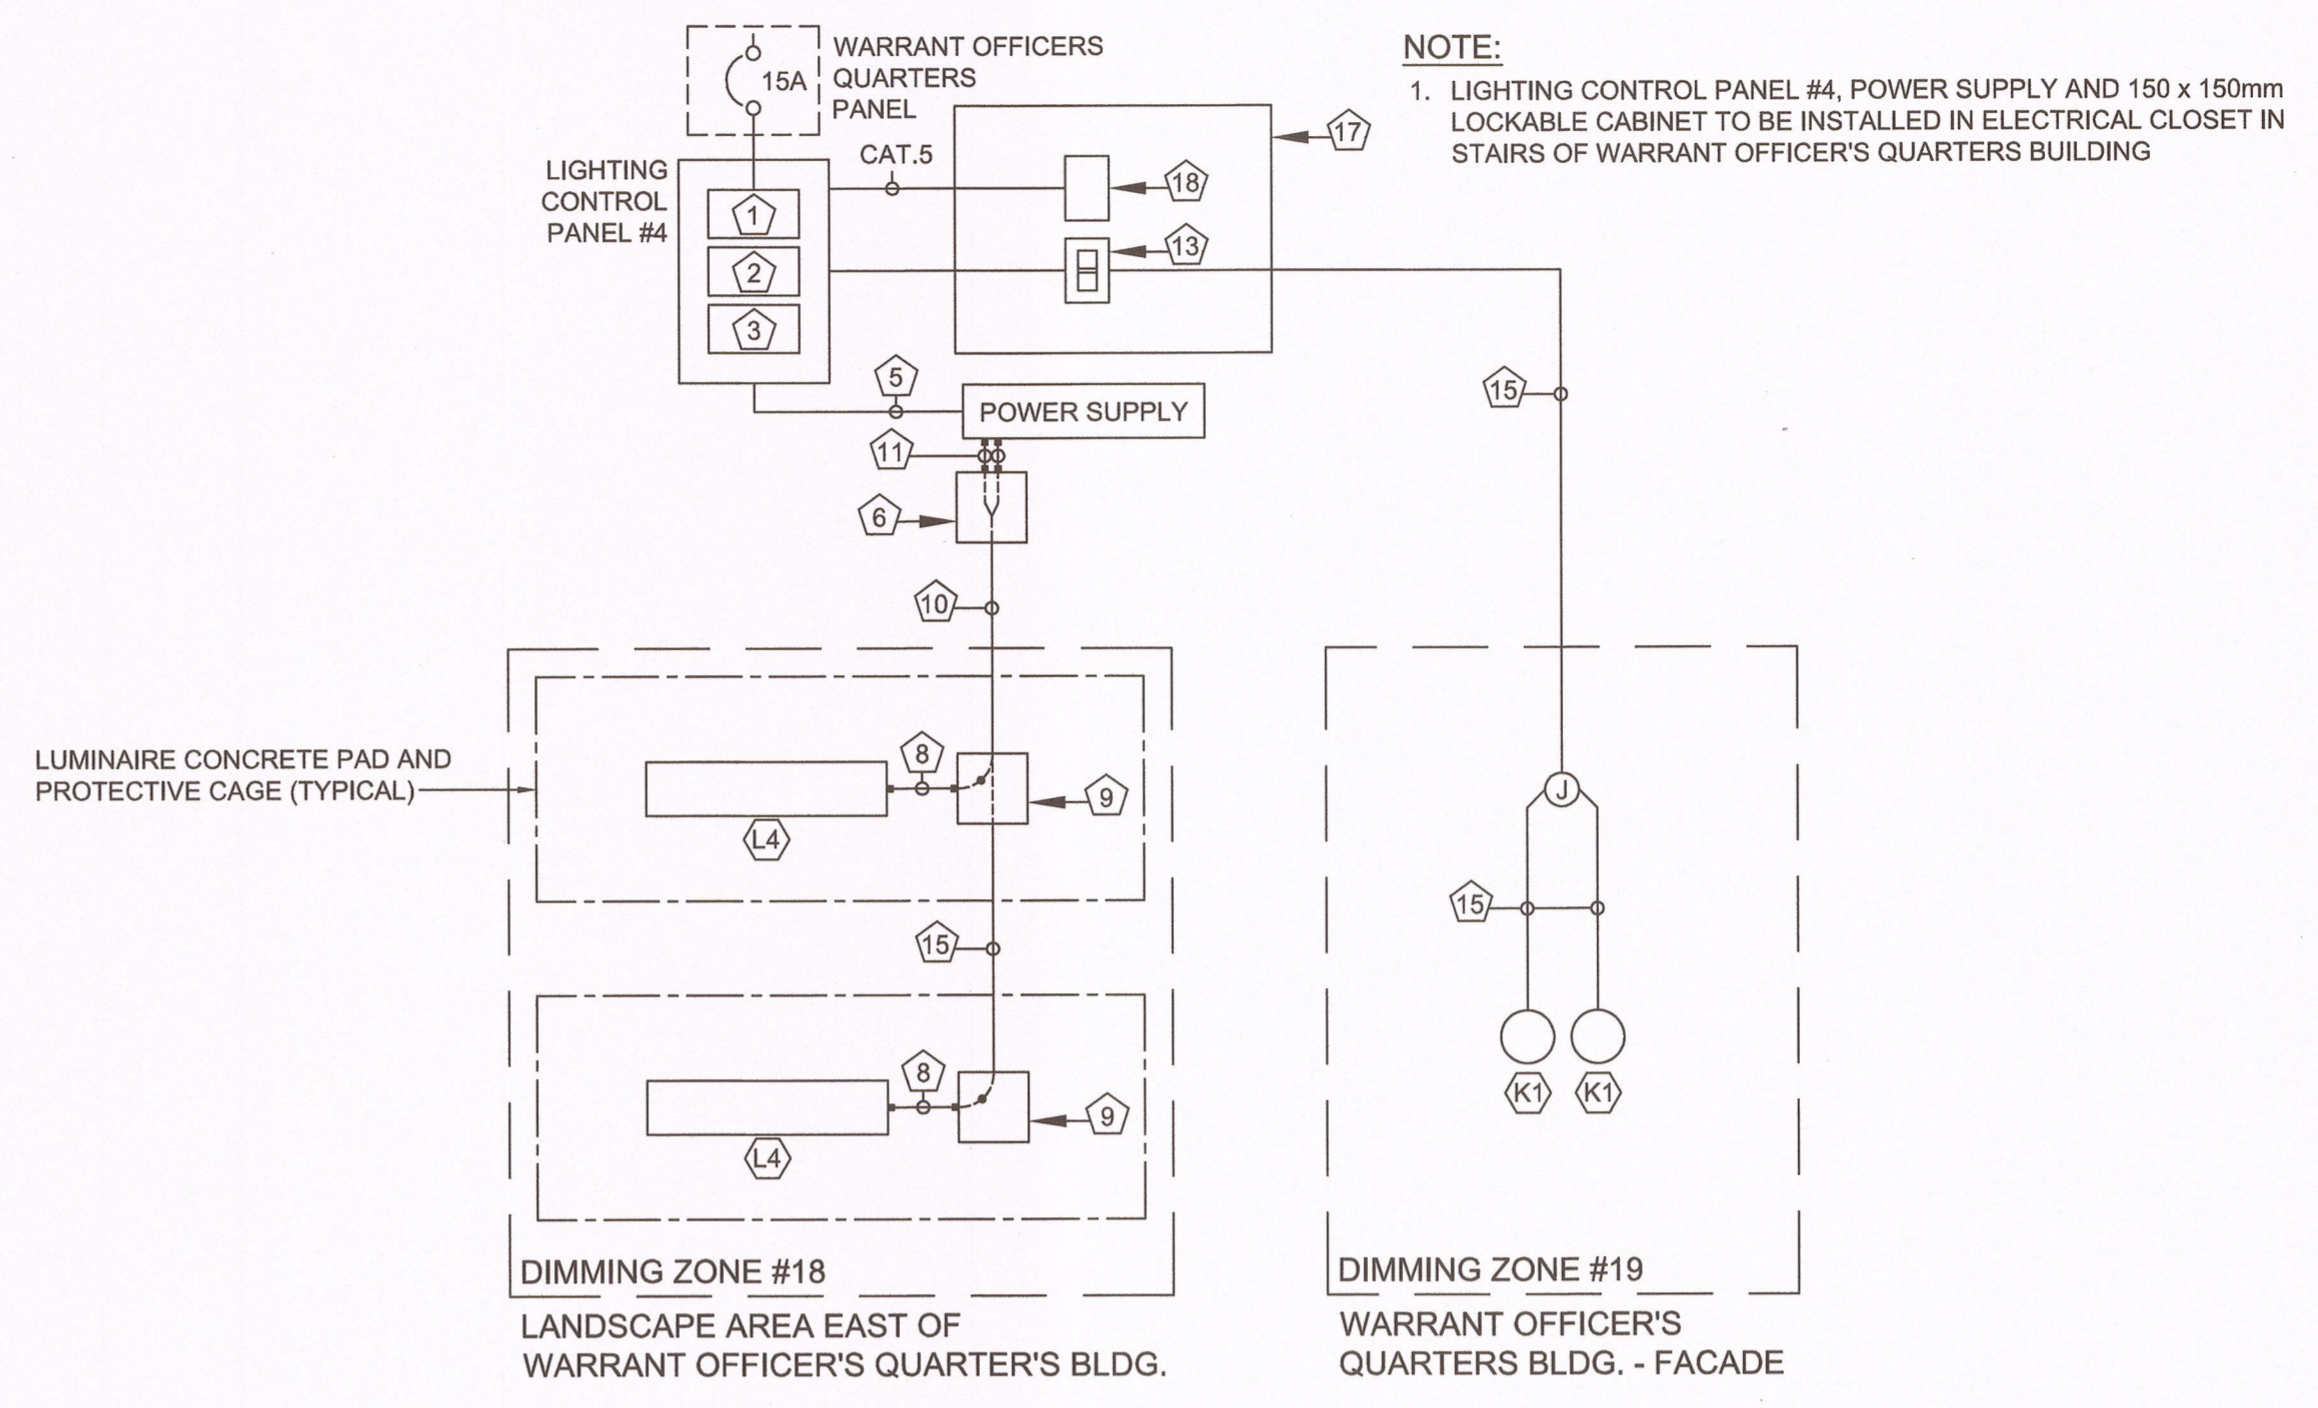 WARRANT OFFICERS
QUARTERS
PANEL
15A
NOTE:
1. LIGHTING CONTROL PANEL #4, POWER SUPPLY AND 150 x 150mm
LOCKABLE CABINET TO BE INSTALLED IN ELECTRICAL CLOSET IN
STAIRS OF WARRANT OFFICER'S QUARTERS BUILDING
LIGHTING
CONTROL
PANEL #4
CAT.5
17
18
13
1
2
3
5
POWER SUPPLY
11
6
10
15
LUMINAIRE CONCRETE PAD AND
PROTECTIVE CAGE (TYPICAL)
8
9
L4
15
8
9
L4
J
15
K1 K1
DIMMING ZONE #18
LANDSCAPE AREA EAST OF
WARRANT OFFICER'S QUARTER'S BLDG.
DIMMING ZONE #19
WARRANT OFFICER'S
QUARTERS BLDG. - FACADE